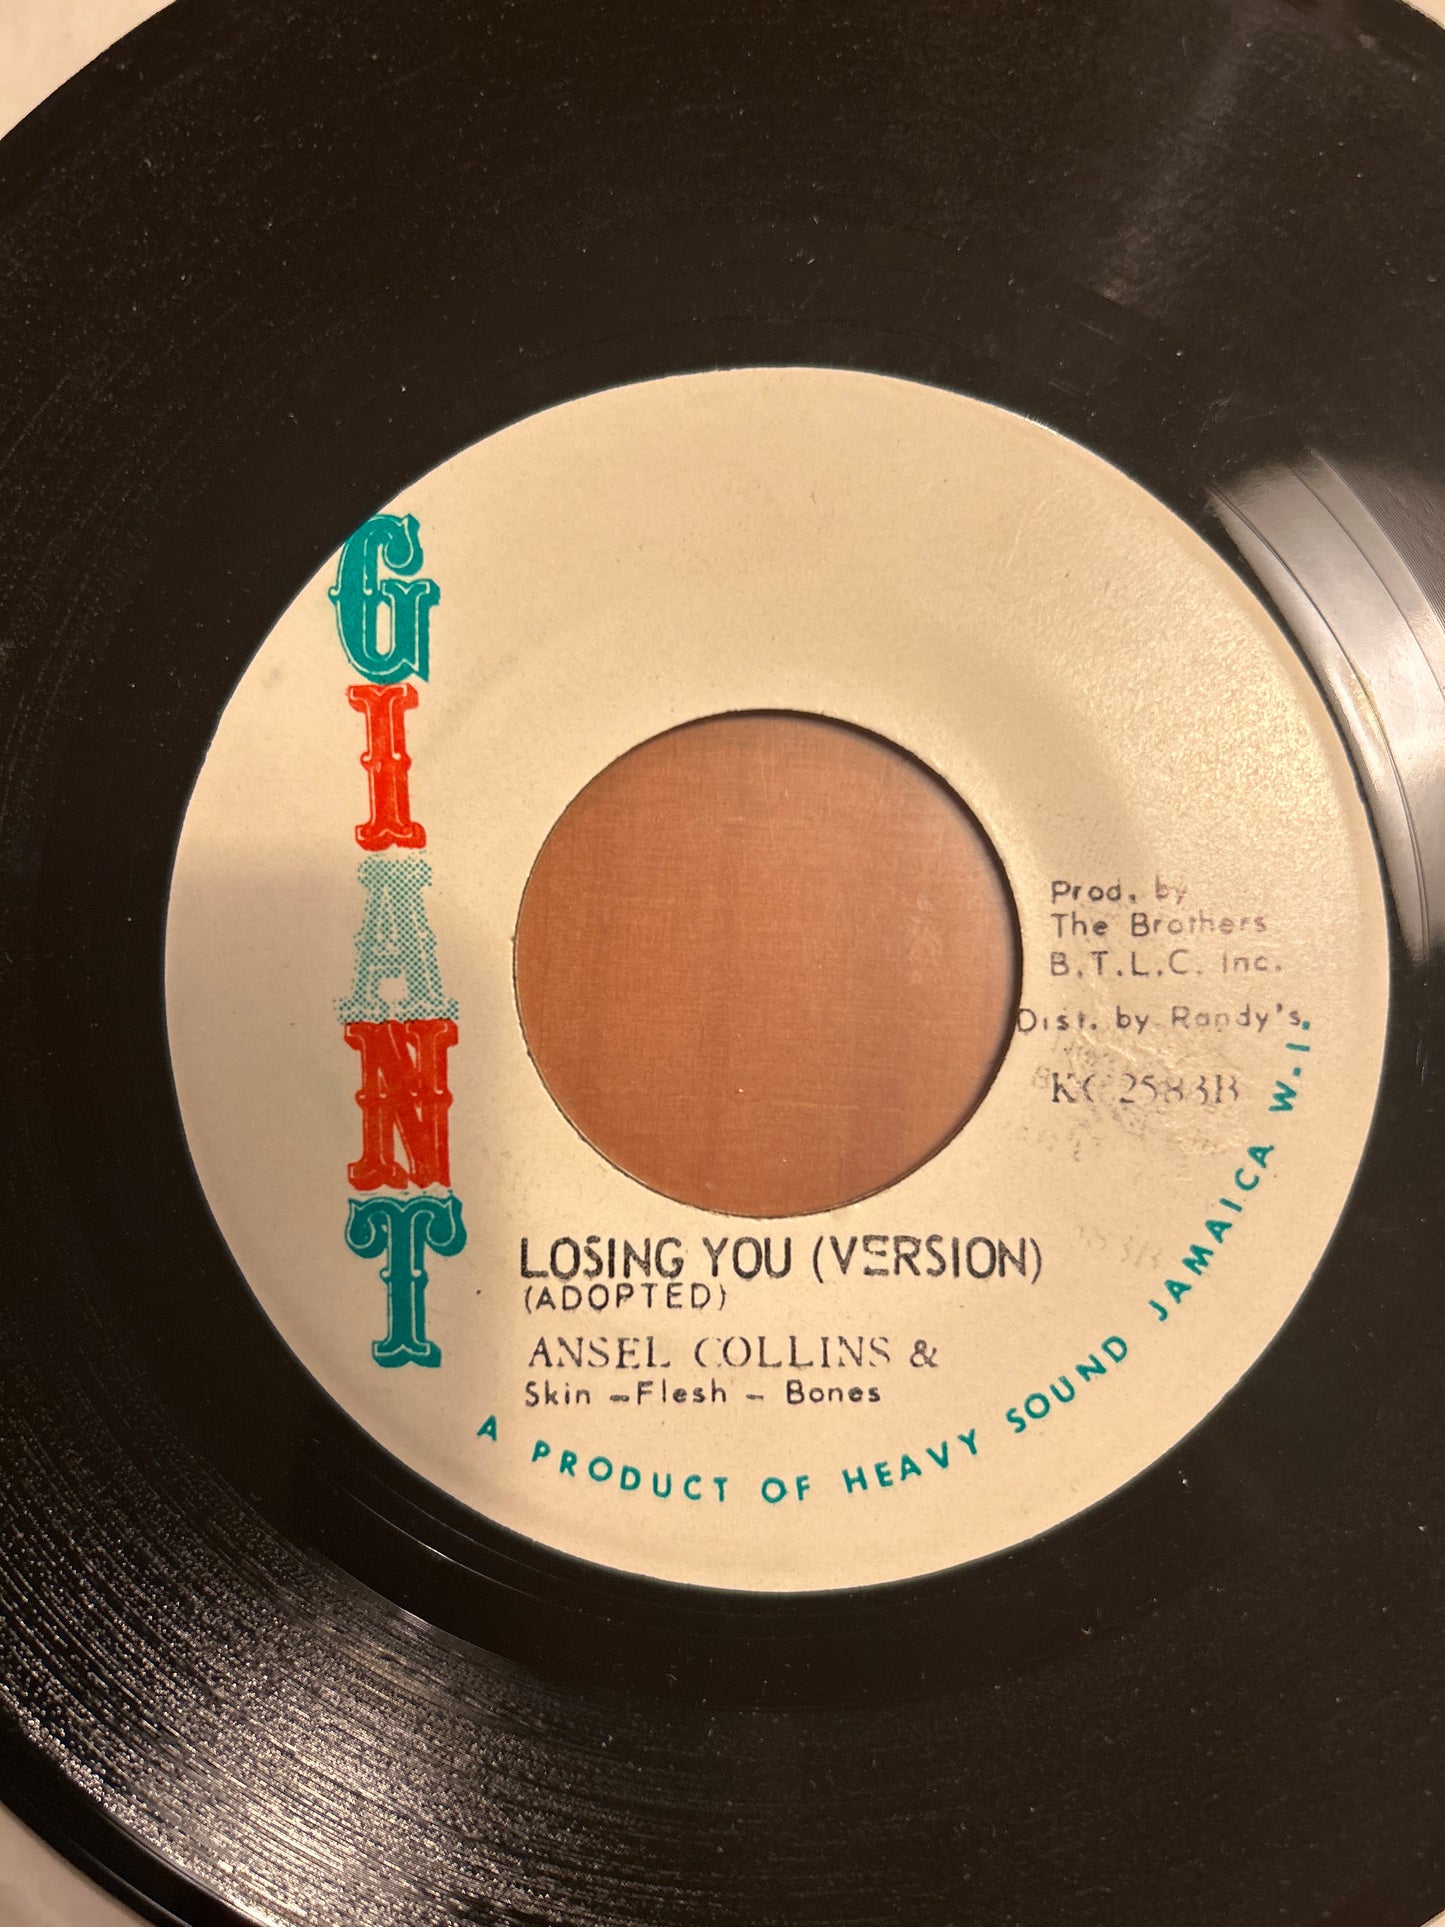 GIANT
Prod. by
The Brothers
B.T.L.C. Inc.
Dist. by Randy's
KC 2583B
LOSING YOU (VERSION)
(ADOPTED)
ANSEL COLLINS &
Skin - Flesh - Bones
A PRODUCT OF HEAVY SOUND JAMAICA W.I.